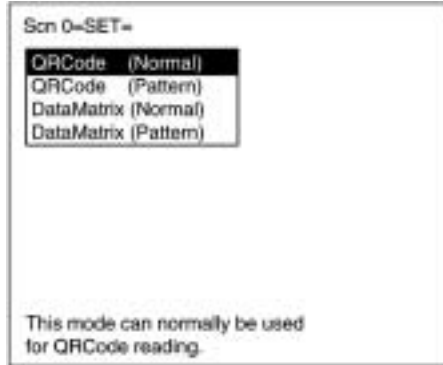 Scn 0=SET=
QRCode (Normal)
QRCode (Pattern)
DataMatrix (Normal)
DataMatrix (Pattern)
This mode can normally be used
for QRCode reading.